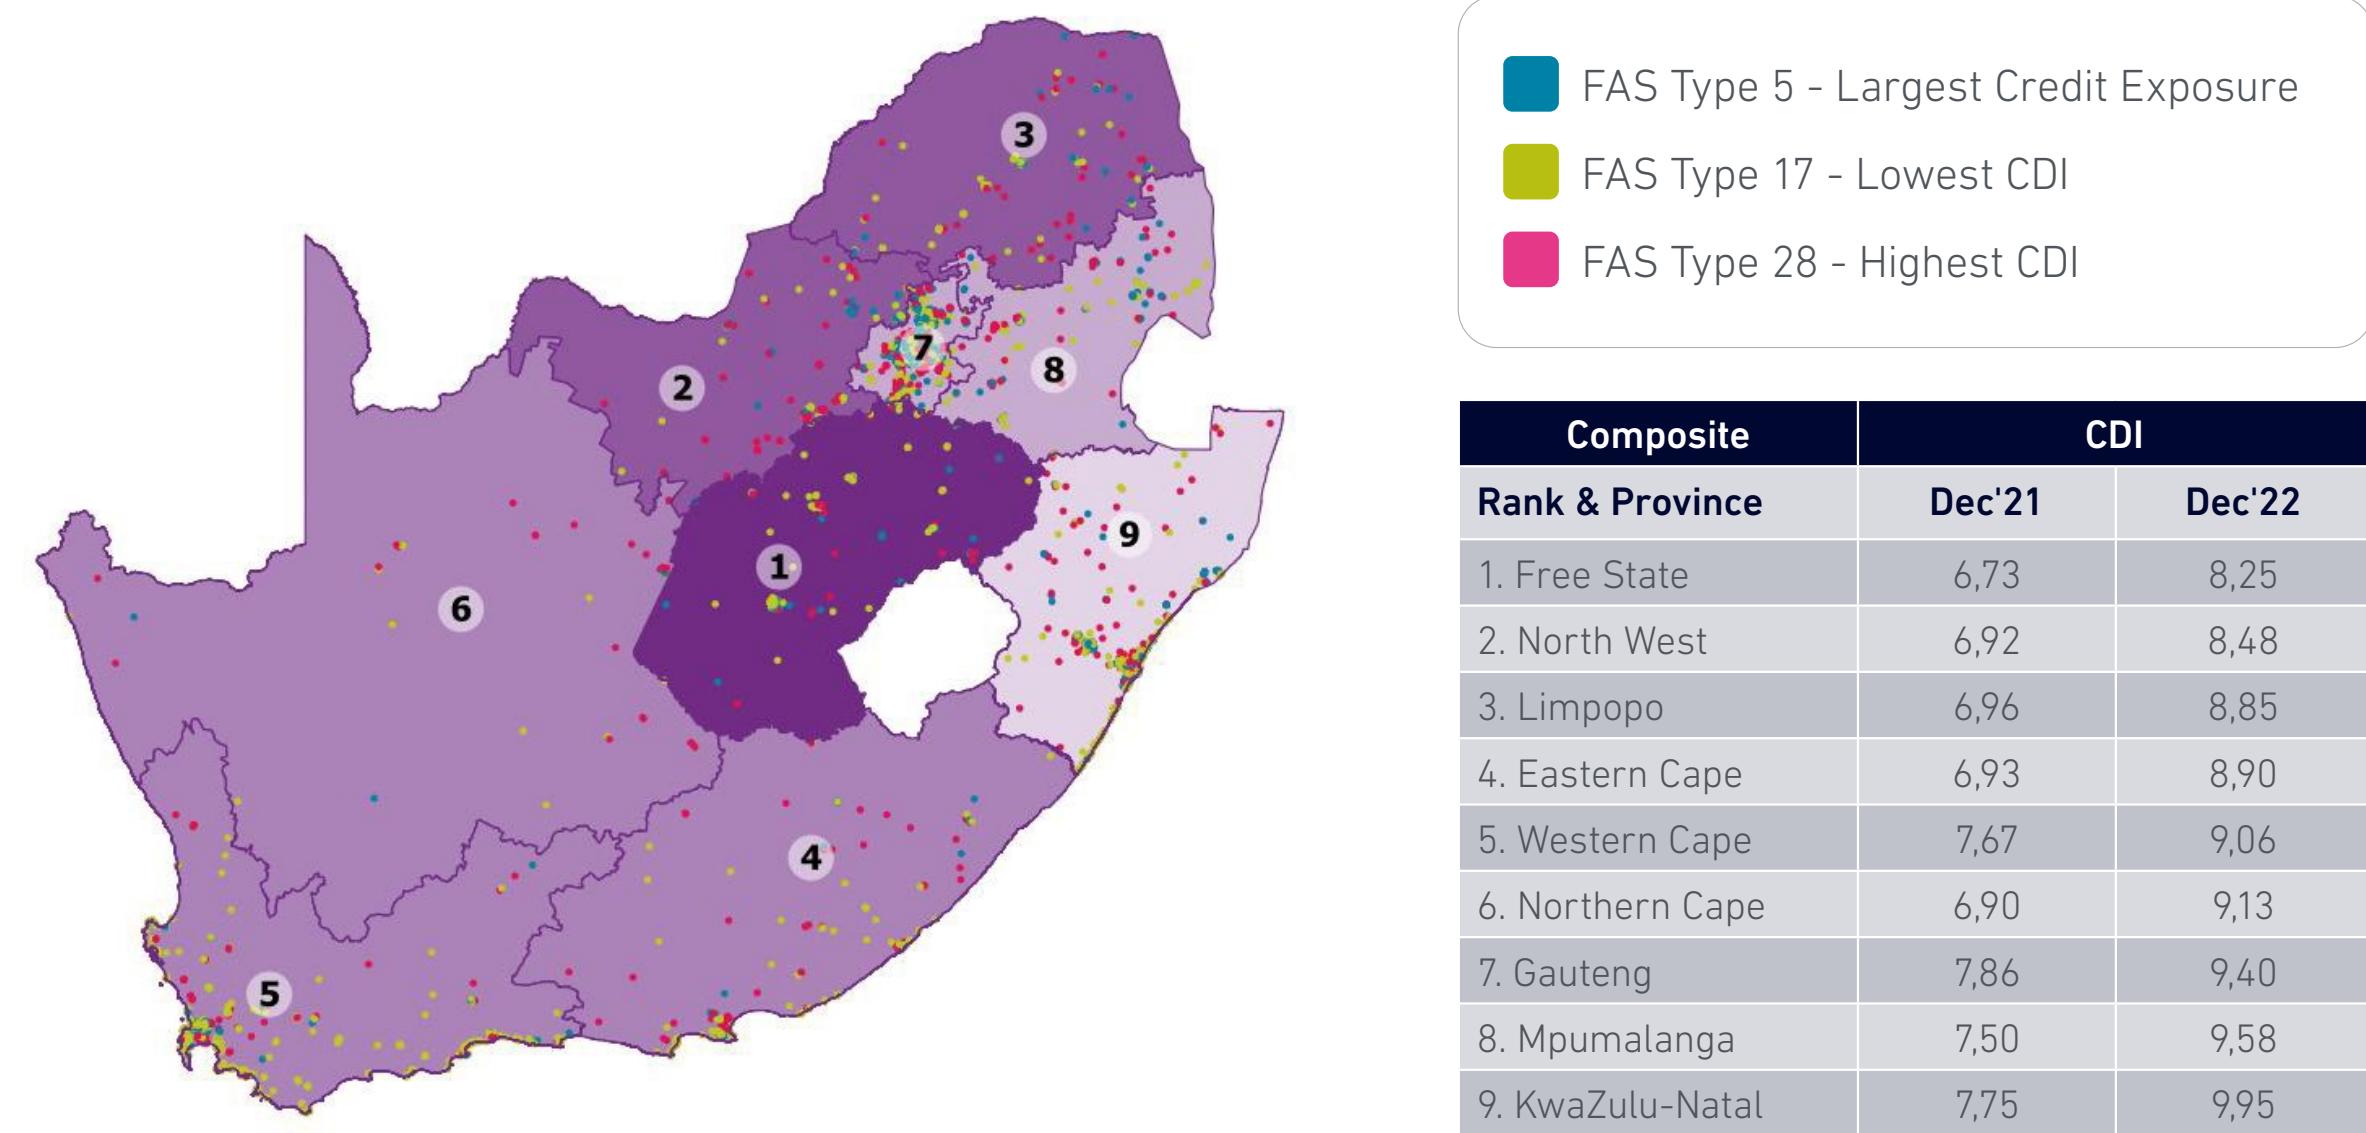 3
7
8
2
9
1
6
4
5
FAS Type 5 - Largest Credit Exposure
FAS Type 17 - Lowest CDI
FAS Type 28 - Highest CDI
Composite CDI
Rank & Province Dec'21 Dec'22
1. Free State 6,73 8,25
2. North West 6,92 8,48
3. Limpopo 6,96 8,85
4. Eastern Cape 6,93 8,90
5. Western Cape 7,67 9,06
6. Northern Cape 6,90 9,13
7. Gauteng 7,86 9,40
8. Mpumalanga 7,50 9,58
9. KwaZulu-Natal 7,75 9,95